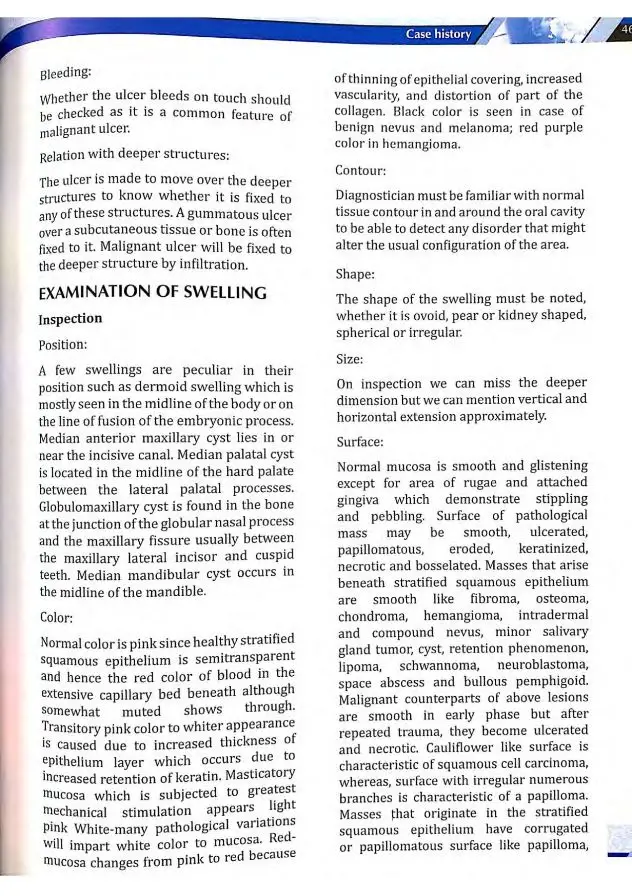 Case history
46
Bleeding:
Whether the ulcer bleeds on touch should
be checked as it is a common feature of
malignant ulcer.
Relation with deeper structures:
The ulcer is made to move over the deeper
structures to know whether it is fixed to
any of these structures. A gummatous ulcer
over a subcutaneous tissue or bone is often
fixed to it. Malignant ulcer will be fixed to
the deeper structure by infiltration.
EXAMINATION OF SWELLING
Inspection
Position:
A few swellings are peculiar in their
position such as dermoid swelling which is
mostly seen in the midline of the body or on
the line of fusion of the embryonic process.
Median anterior maxillary cyst lies in or
near the incisive canal. Median palatal cyst
is located in the midline of the hard palate
between the lateral palatal processes.
Globulomaxillary cyst is found in the bone
at the junction of the globular nasal process
and the maxillary fissure usually between
the maxillary lateral incisor and cuspid
teeth. Median mandibular cyst occurs in
the midline of the mandible.
Color:
Normal color is pink since healthy stratified
squamous epithelium is semitransparent
and hence the red color of blood in the
extensive capillary bed beneath although
somewhat muted shows through.
Transitory pink color to whiter appearance
is caused due to increased thickness of
epithelium layer which occurs due to
increased retention of keratin. Masticatory
mucosa which is subjected to greatest
mechanical stimulation appears light
pink White-many pathological variations
will impart white color to mucosa. Red-
mucosa changes from pink to red because
of thinning of epithelial covering, increased
vascularity, and distortion of part of the
collagen. Black color is seen in case of
benign nevus and melanoma; red purple
color in hemangioma.
Contour:
Diagnostician must be familiar with normal
tissue contour in and around the oral cavity
to be able to detect any disorder that might
alter the usual configuration of the area.
Shape:
The shape of the swelling must be noted,
whether it is ovoid, pear or kidney shaped,
spherical or irregular.
Size:
On inspection we can miss the deeper
dimension but we can mention vertical and
horizontal extension approximately.
Surface:
Normal mucosa is smooth and glistening
except for area of rugae and attached
gingiva which demonstrate stippling
and pebbling. Surface of pathological
mass may be smooth, ulcerated,
papillomatous, eroded, keratinized,
necrotic and bosselated. Masses that arise
beneath stratified squamous epithelium
are smooth like fibroma, osteoma,
chondroma, hemangioma, intradermal
and compound nevus, minor salivary
gland tumor, cyst, retention phenomenon,
lipoma, schwannoma, neuroblastoma,
space abscess and bullous pemphigoid.
Malignant counterparts of above lesions
are smooth in early phase but after
repeated trauma, they become ulcerated
and necrotic. Cauliflower like surface is
characteristic of squamous cell carcinoma,
whereas, surface with irregular numerous
branches is characteristic of a papilloma.
Masses that originate in the stratified
squamous epithelium have corrugated
or papillomatous surface like papilloma,